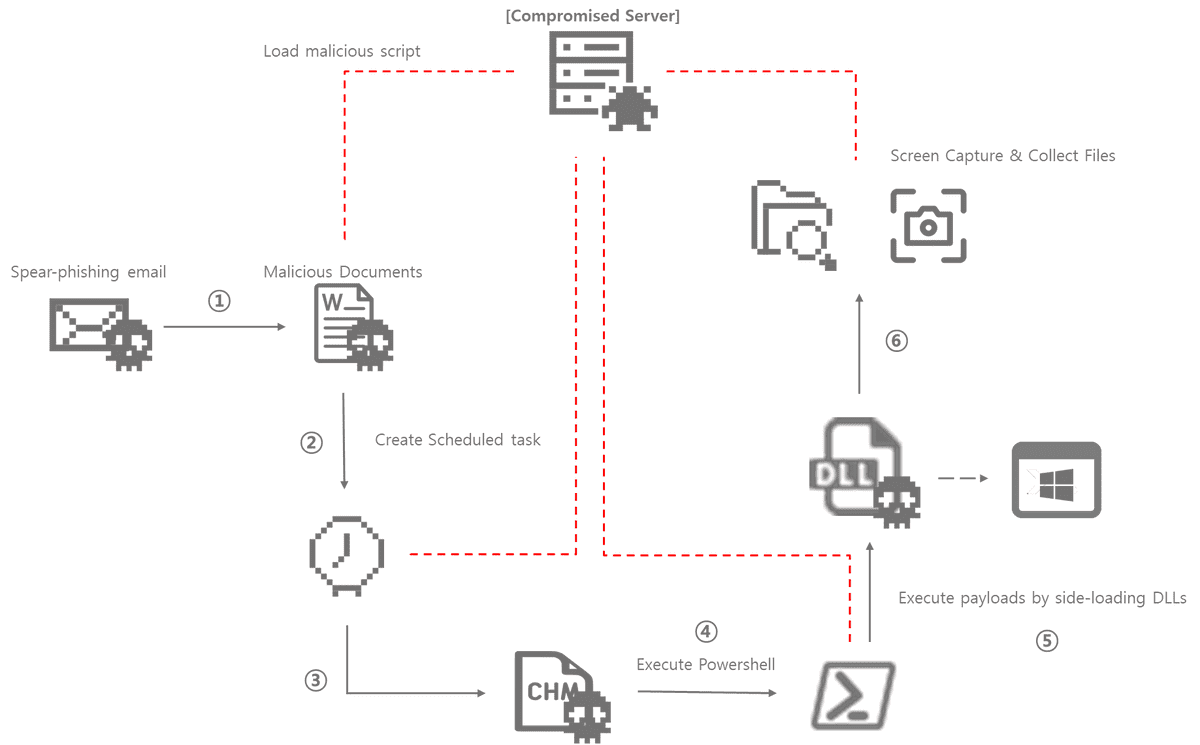 [Compromised Server]
Load malicious script
Screen Capture & Collect Files
Spear-phishing email
①
Malicious Documents
W
②
Create Scheduled task
③
CHM
④
Execute Powershell
Execute payloads by side-loading DLLs
⑤
DLL
⑥